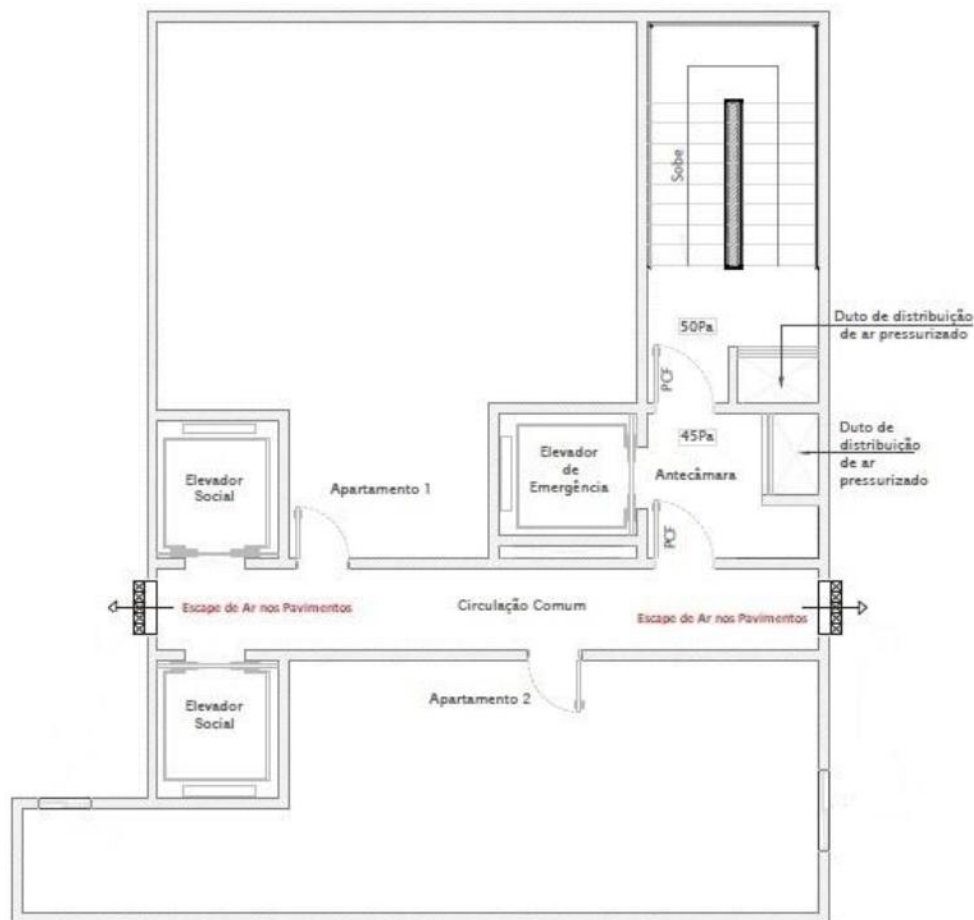 Sobe
50Pa
Duto de distribuição
de ar pressurizado
PCF
45Pa
Antecâmara
Duto de
distribuição
de ar
pressurizado
Elevador
Social
Apartamento 1
Elevador
de
Emergência
PCF
Escape de Ar nos Pavimentos
Circulação Comum
Escape de Ar nos Pavimentos
Elevador
Social
Apartamento 2